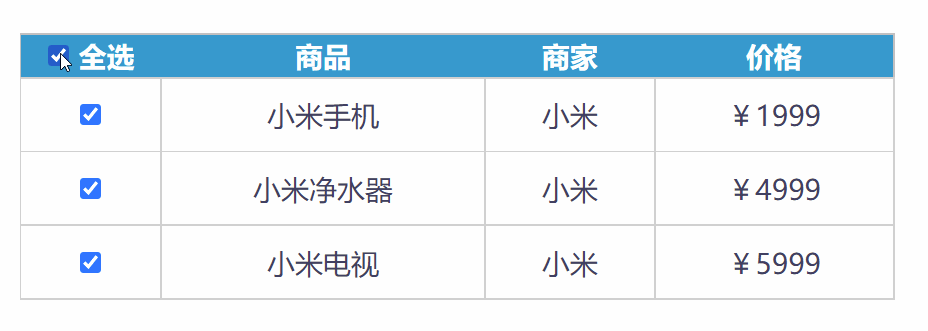 全选 商品 商家 价格
小米手机 小米 ￥1999
小米净水器 小米 ￥4999
小米电视 小米 ￥5999